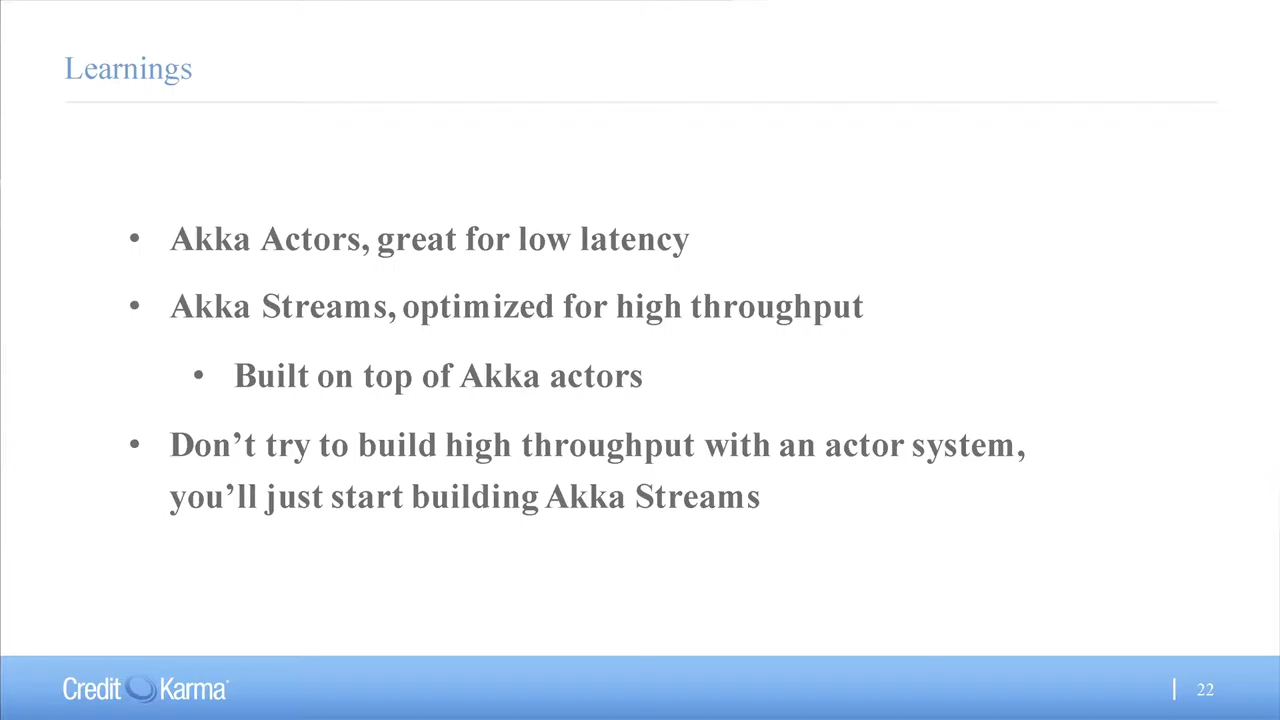 Learnings
• Akka Actors, great for low latency
• Akka Streams, optimized for high throughput
• Built on top of Akka actors
• Don’t try to build high throughput with an actor system,
you’ll just start building Akka Streams
Credit Karma
22